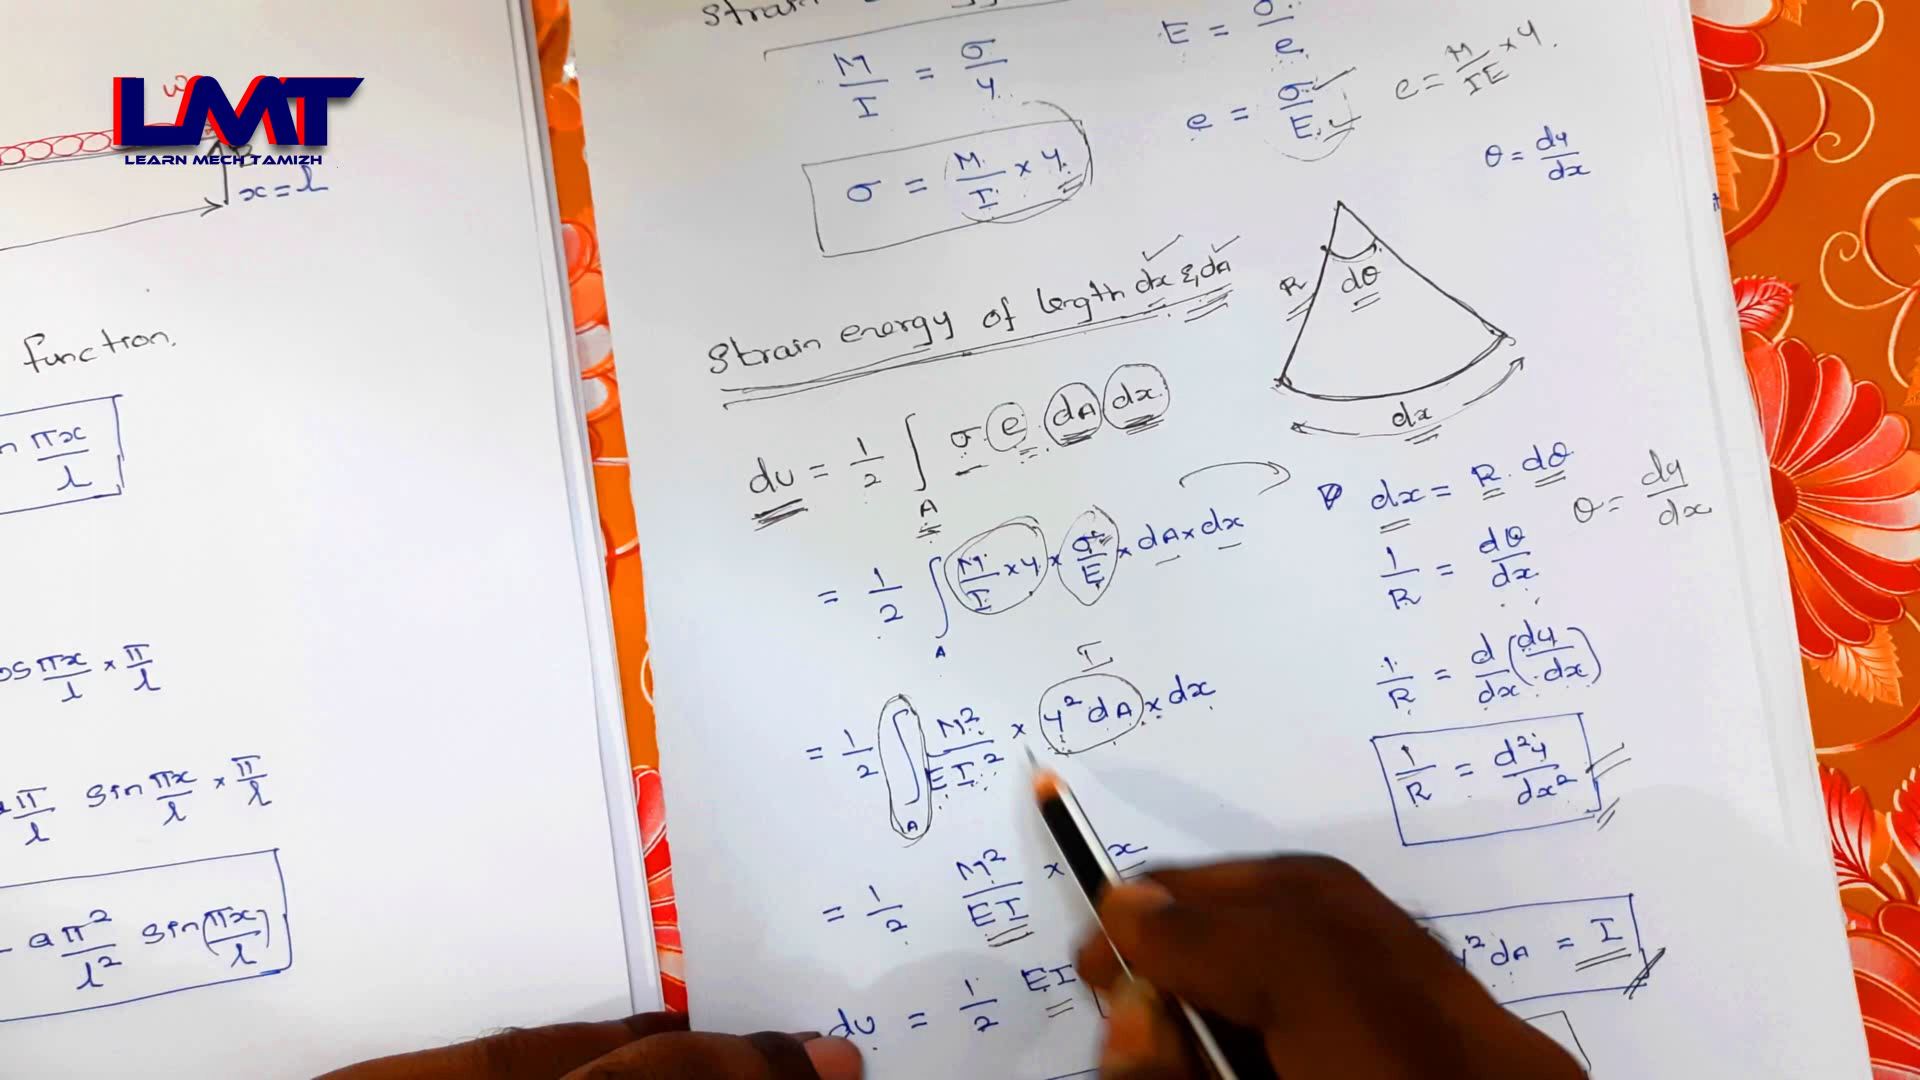 LMT
LEARN MECH TAMIZH
x = l
function.
πx/l
πx/l × π/l
π/l sin πx/l × π/l
- aπ²/l² sin(πx/l)
M/I = σ/y
σ = M/I × y
E = σ/e
e = σ/E
e = M/IE × y.
θ = dy/dx
Strain energy of length dx & dA
R
dθ
dx
du = 1/2 ∫A σ.e.dA dx
= 1/2 ∫A M/I × y × σ/E × dA × dx
I
= 1/2 ∫A M²/EI² × y² dA × dx
= 1/2 M²/EI ×
du = 1/2 EI
dx = R. dθ
θ = dy/dx
1/R = dθ/dx
1/R = d/dx (dy/dx)
1/R = d²y/dx²
y² dA = I